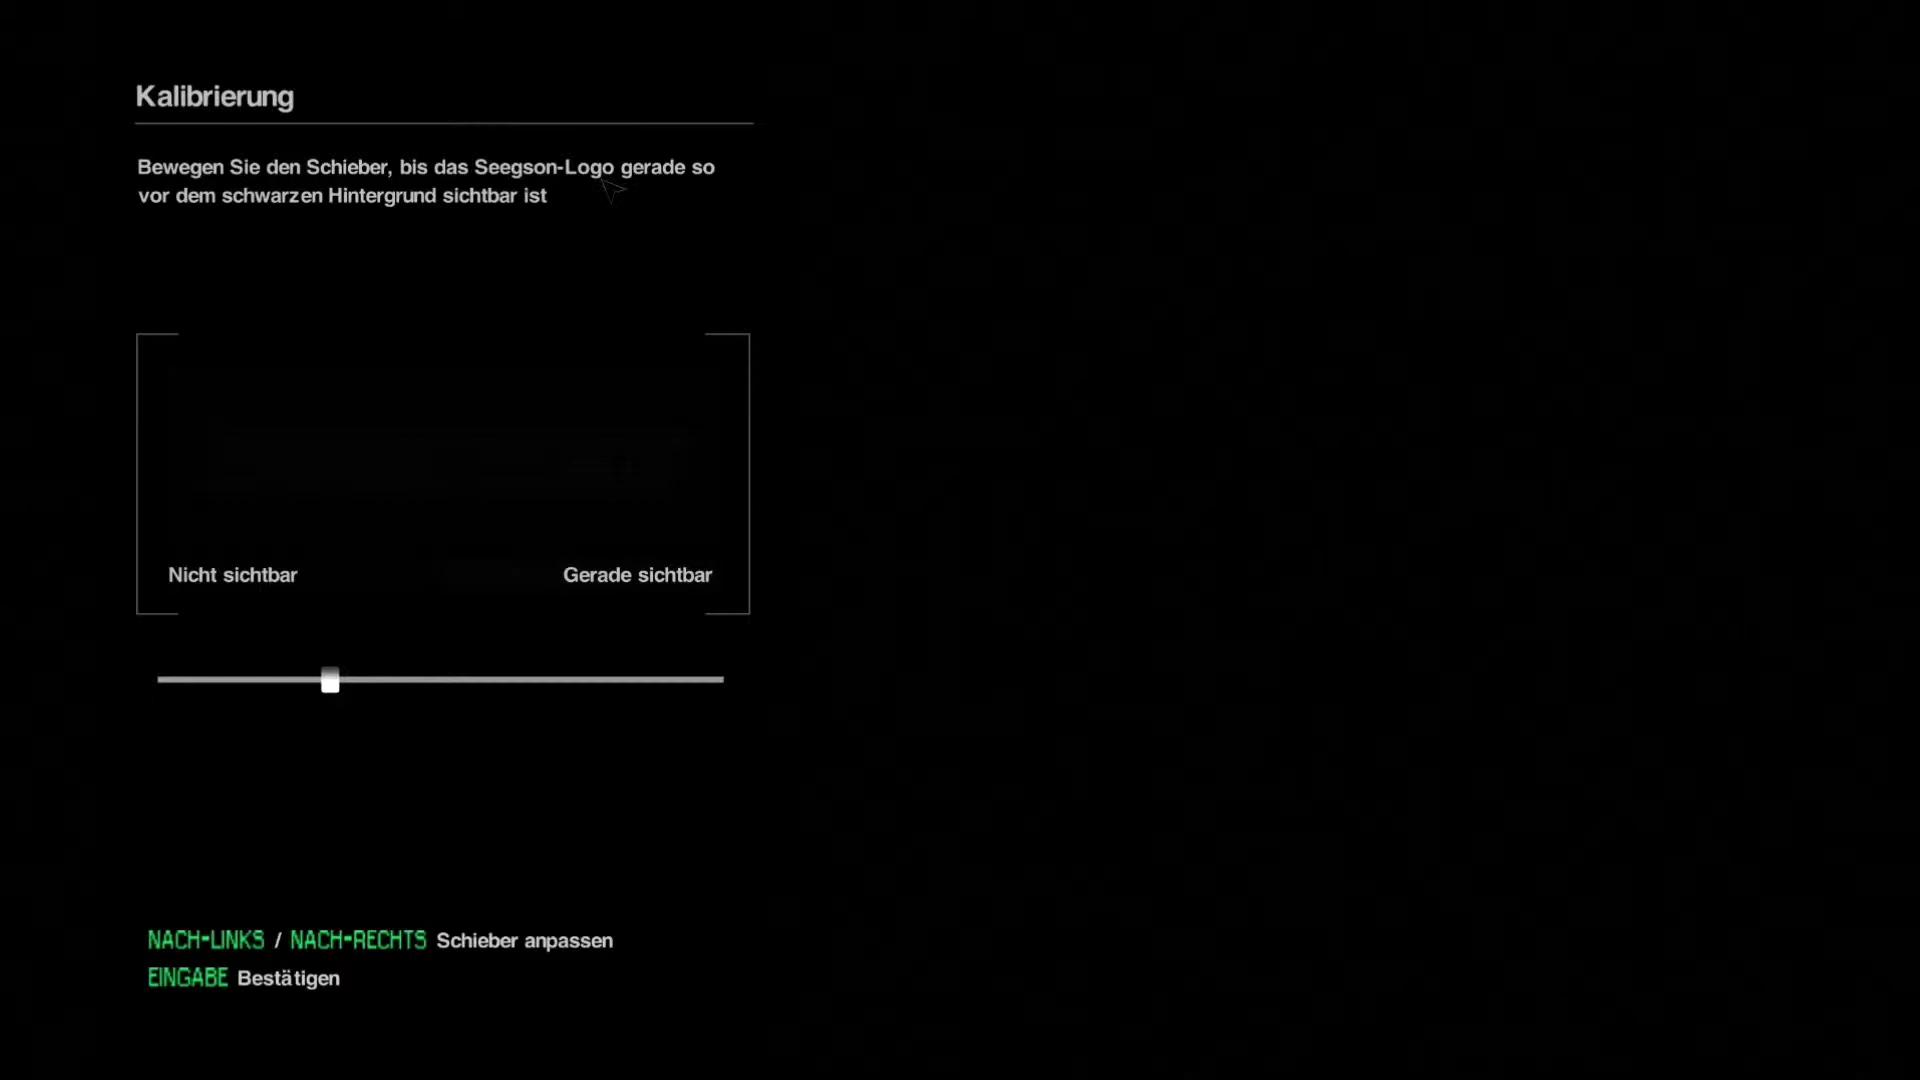 Kalibrierung
Bewegen Sie den Schieber, bis das Seegson-Logo gerade so
vor dem schwarzen Hintergrund sichtbar ist
Nicht sichtbar
Gerade sichtbar
NACH-LINKS / NACH-RECHTS Schieber anpassen
EINGABE Bestätigen